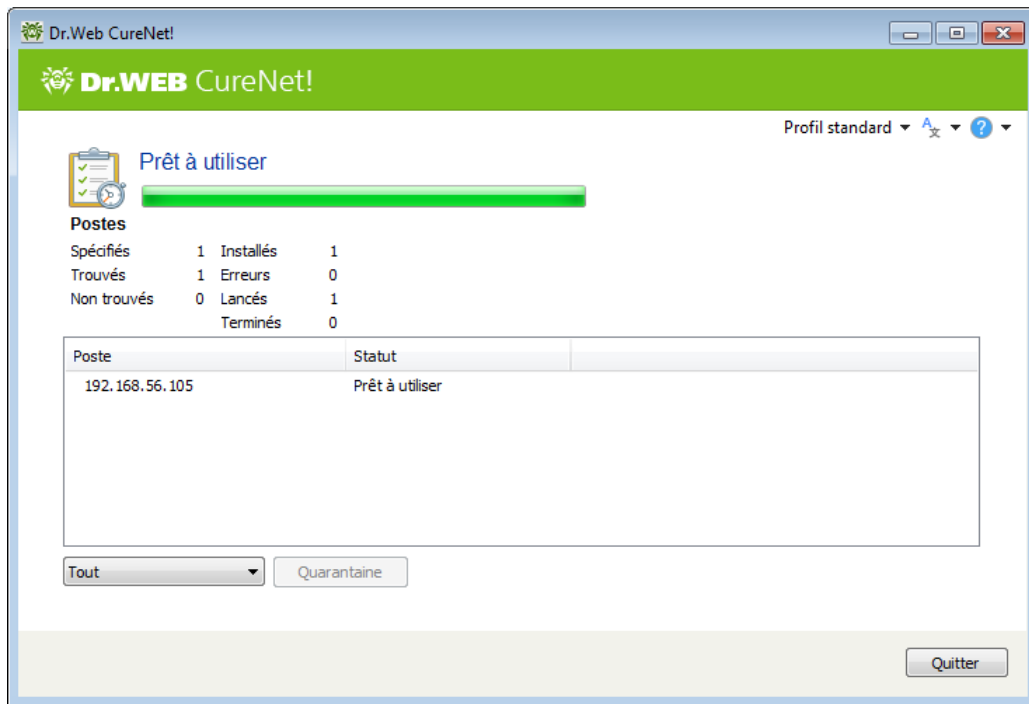 Dr.Web CureNet!
Dr.WEB CureNet!
Profil standard
Prêt à utiliser
Postes
Spécifiés 1 Installés 1
Trouvés 1 Erreurs 0
Non trouvés 0 Lancés 1
Terminés 0
Poste Statut
192.168.56.105 Prêt à utiliser
Tout Quarantaine
Quitter